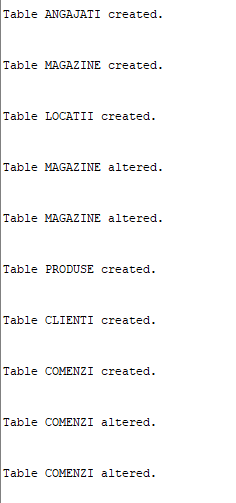 Table ANGAJATI created.
Table MAGAZINE created.
Table LOCATII created.
Table MAGAZINE altered.
Table MAGAZINE altered.
Table PRODUSE created.
Table CLIENTI created.
Table COMENZI created.
Table COMENZI altered.
Table COMENZI altered.